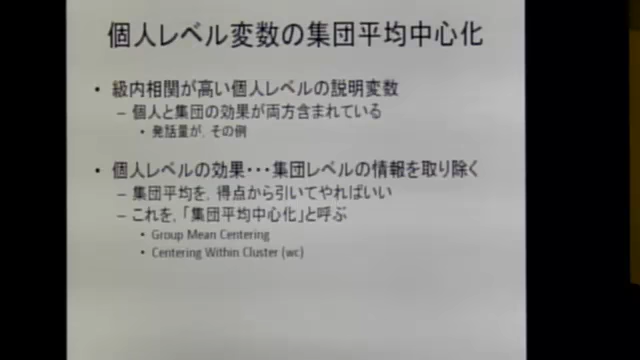 個人レベル変数の集団平均中心化
• 級内相関が高い個人レベルの説明変数
– 個人と集団の効果が両方含まれている
• 発話量が，その例
• 個人レベルの効果･･･集団レベルの情報を取り除く
– 集団平均を，得点から引いてやればいい
– これを，「集団平均中心化」と呼ぶ
• Group Mean Centering
• Centering Within Cluster (wc)